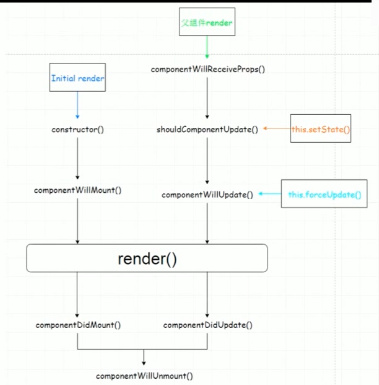 父组件render
componentWillReceiveProps()
Initial render
constructor()
shouldComponentUpdate()
this.setState()
componentWillMount()
componentWillUpdate()
this.forceUpdate()
render()
componentDidMount()
componentDidUpdate()
componentWillUnmount()